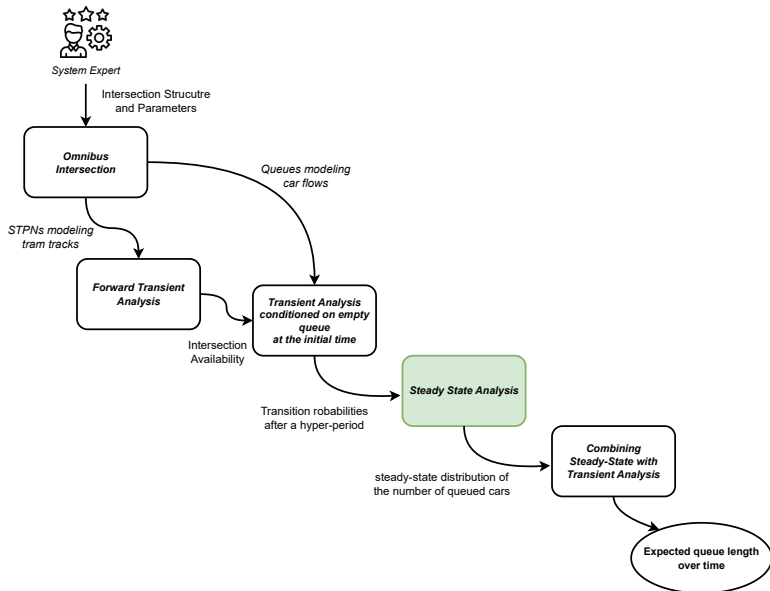 System Expert
Intersection Strucutre
and Parameters
Omnibus
Intersection
Queues modeling
car flows
STPNs modeling
tram tracks
Forward Transient
Analysis
Transient Analysis
conditioned on empty
queue
at the initial time
Intersection
Availability
Steady State Analysis
Transition robabilities
after a hyper-period
Combining
Steady-State with
Transient Analysis
steady-state distribution of
the number of queued cars
Expected queue length
over time